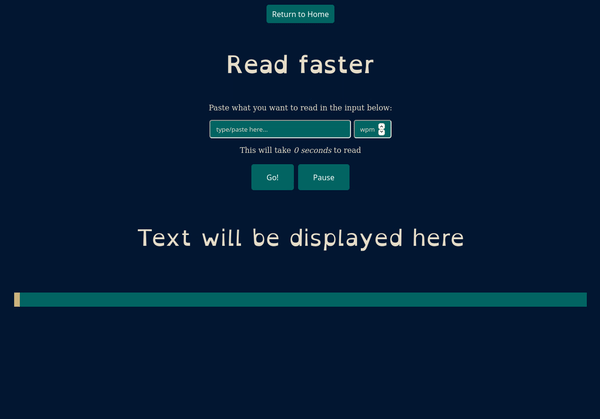 Return to Home
Read faster
Paste what you want to read in the input below:
type/paste here... wpm
This will take 0 seconds to read
Go! Pause
Text will be displayed here